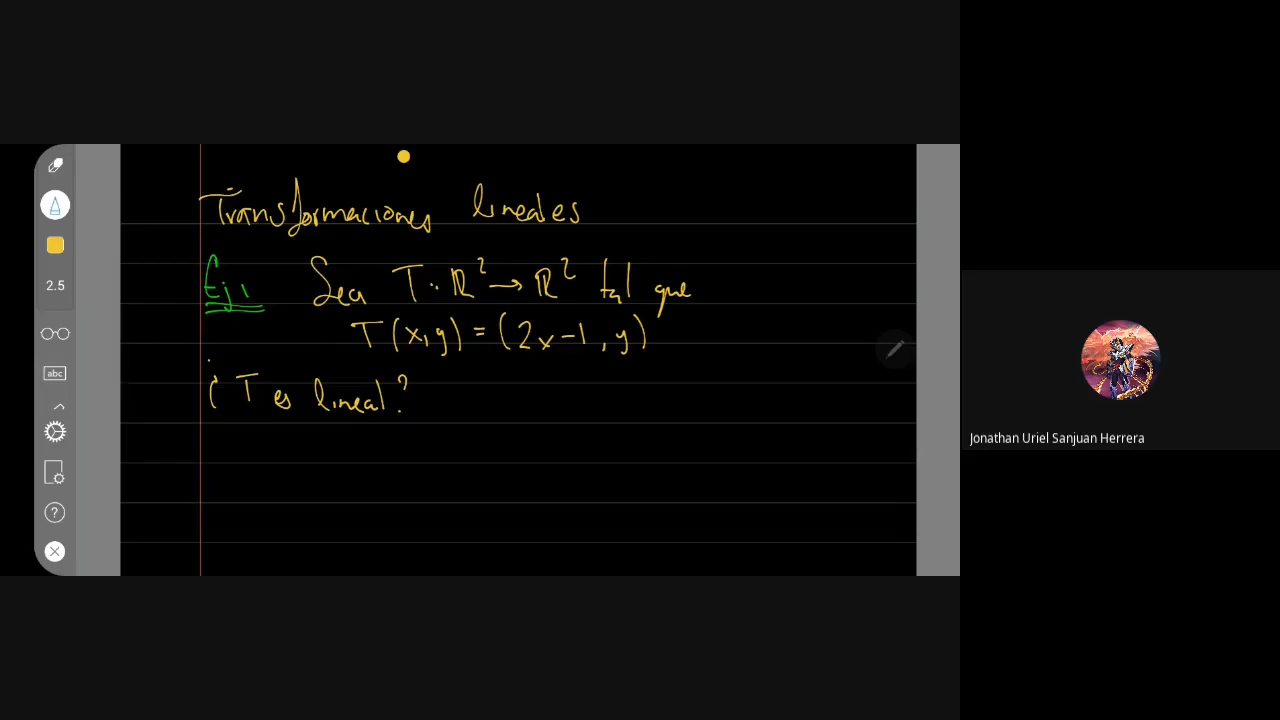 Transformaciones lineales
Ej 1 Sea T: ℝ² → ℝ² tal que
T(x,y) = (2x-1, y)
¿T es lineal?
2.5
abc
?
Jonathan Uriel Sanjuan Herrera